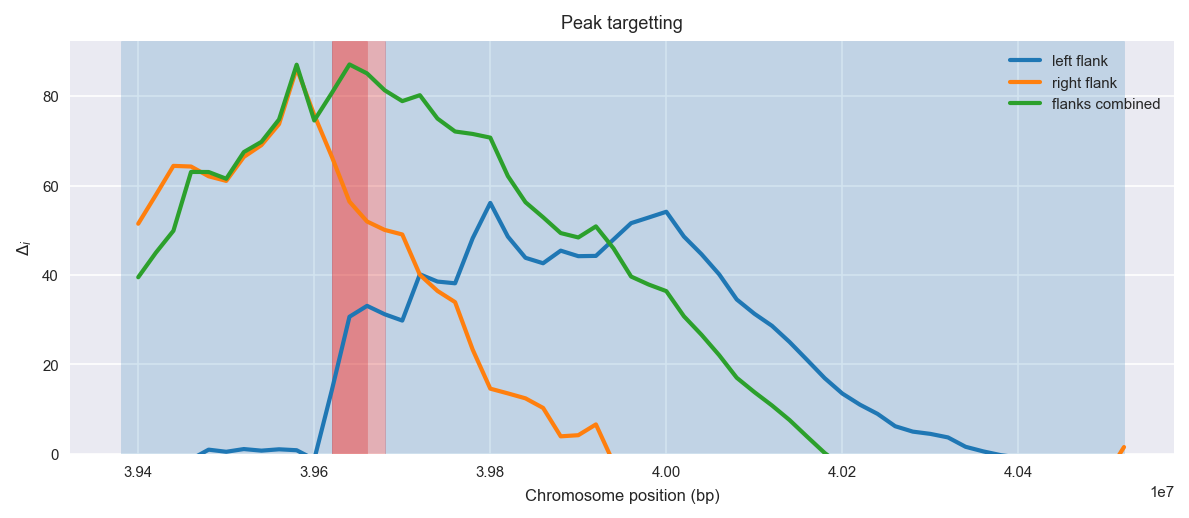 Peak targetting
left flank
right flank
flanks combined
Δi
80
60
40
20
0
3.94 3.96 3.98 4.00 4.02 4.04
1e7
Chromosome position (bp)